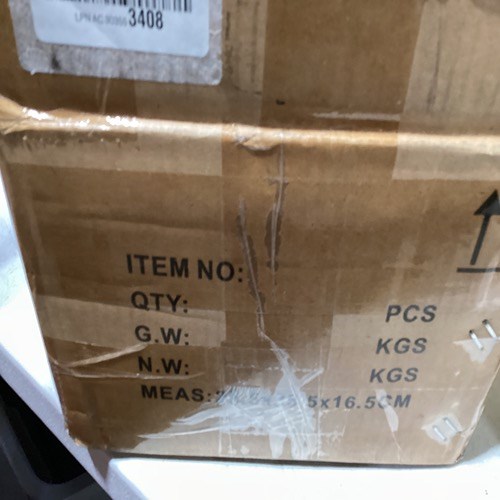 3408
ITEM NO:
QTY: PCS
G.W: KGS
N.W: KGS
MEAS: 5x16.5CM